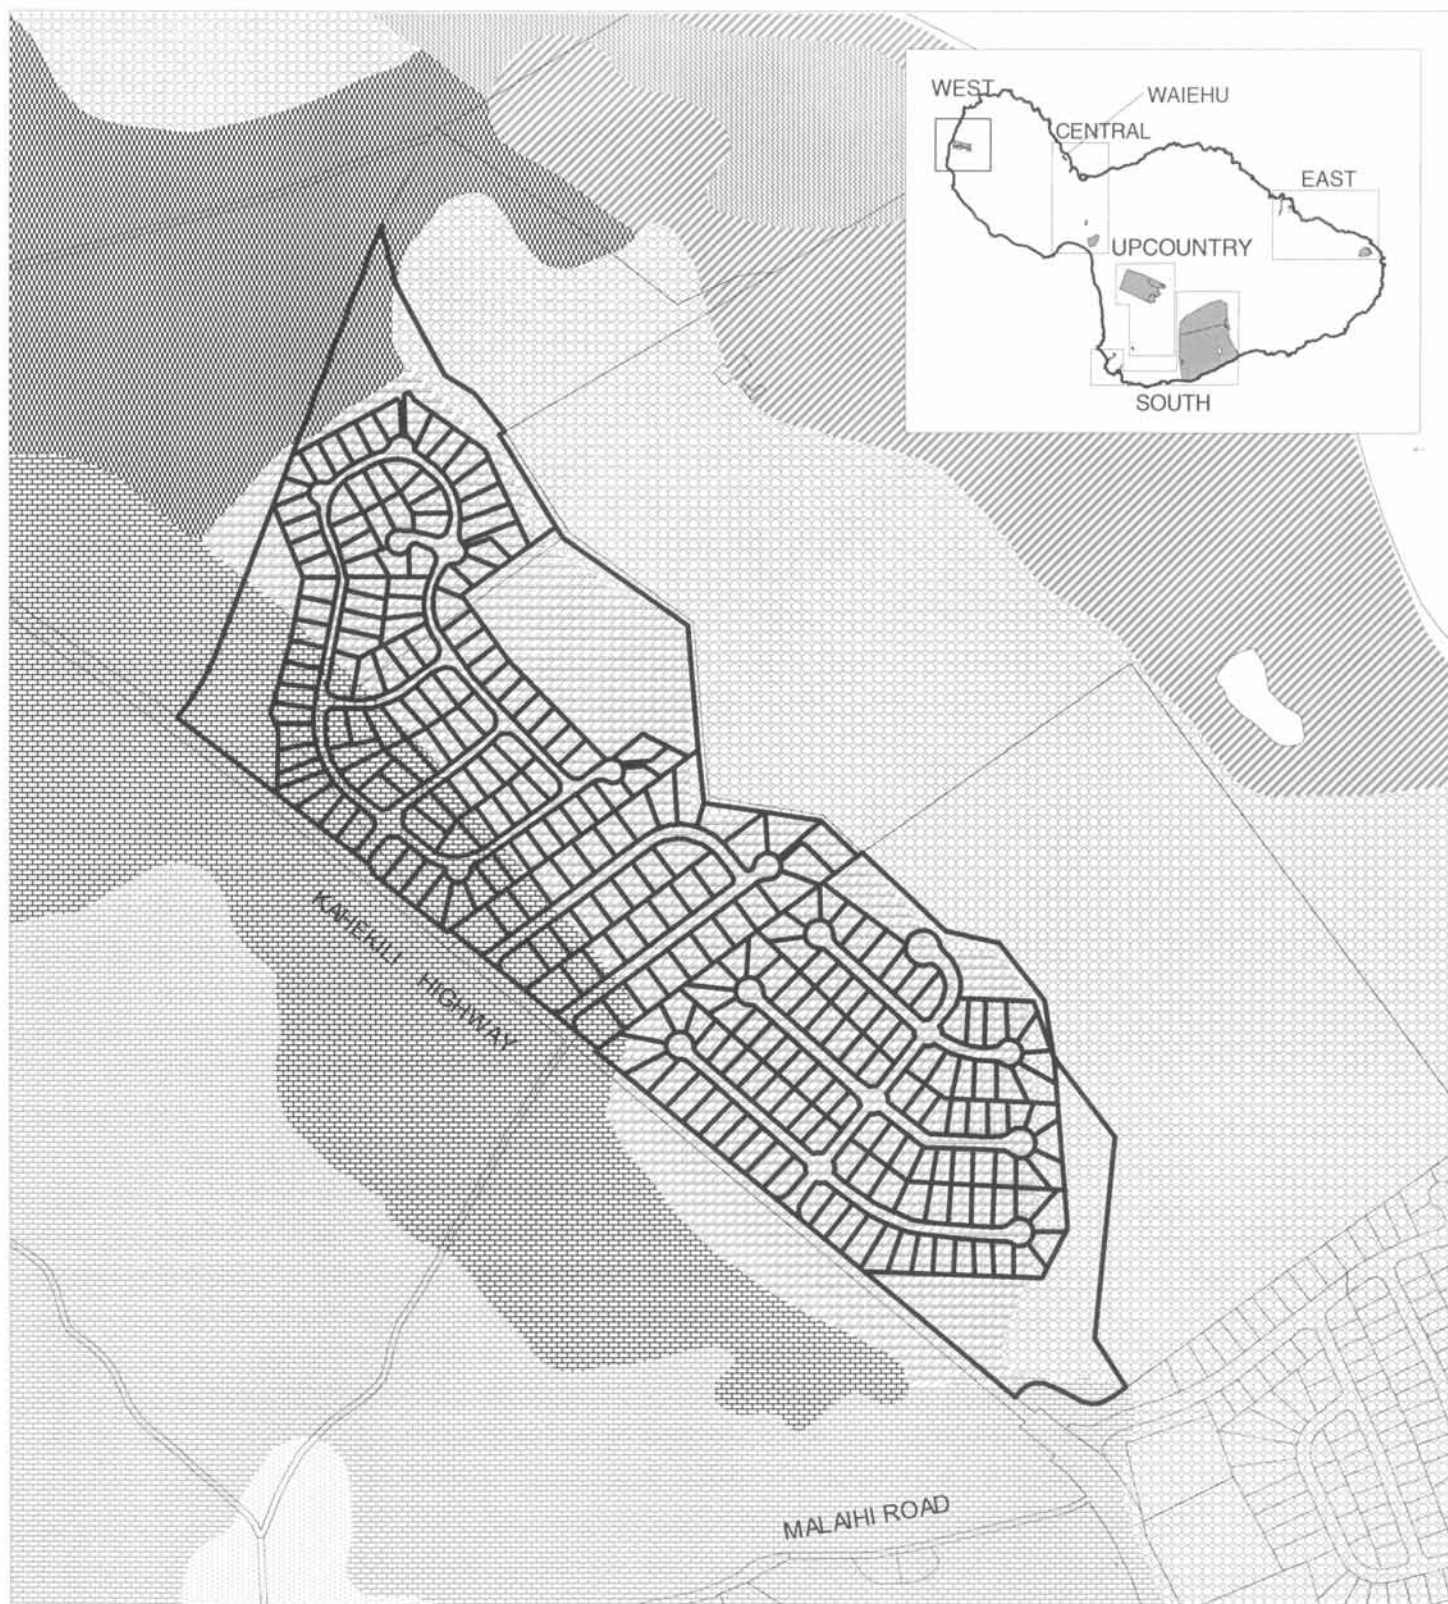 WEST
WAIEHU
CENTRAL
EAST
UPCOUNTRY
SOUTH
KAHEKILI HIGHWAY
MALAIHI ROAD